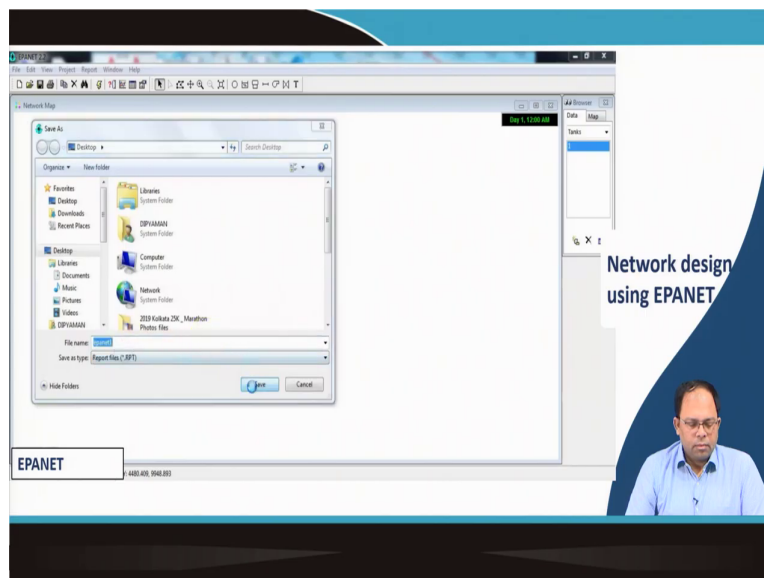 EPANET 2.2
File Edit View Project Report Window Help
T
Network Map
Day 1, 12:00 AM
Browser
Data Map
Tanks
1
Save As
Desktop
Search Desktop
Organize New folder
Favorites
Desktop
Downloads
Recent Places
Desktop
Libraries
Documents
Music
Pictures
Videos
DIPYAMAN
Libraries
System Folder
DIPYAMAN
System Folder
Computer
System Folder
Network
System Folder
2019 Kolkata 25K _ Marathon
Photos files
File name: epanet1
Save as type: Report files (*.RPT)
Hide Folders
Save Cancel
Network design
using EPANET
EPANET
Y: 4480.409, 9948.893